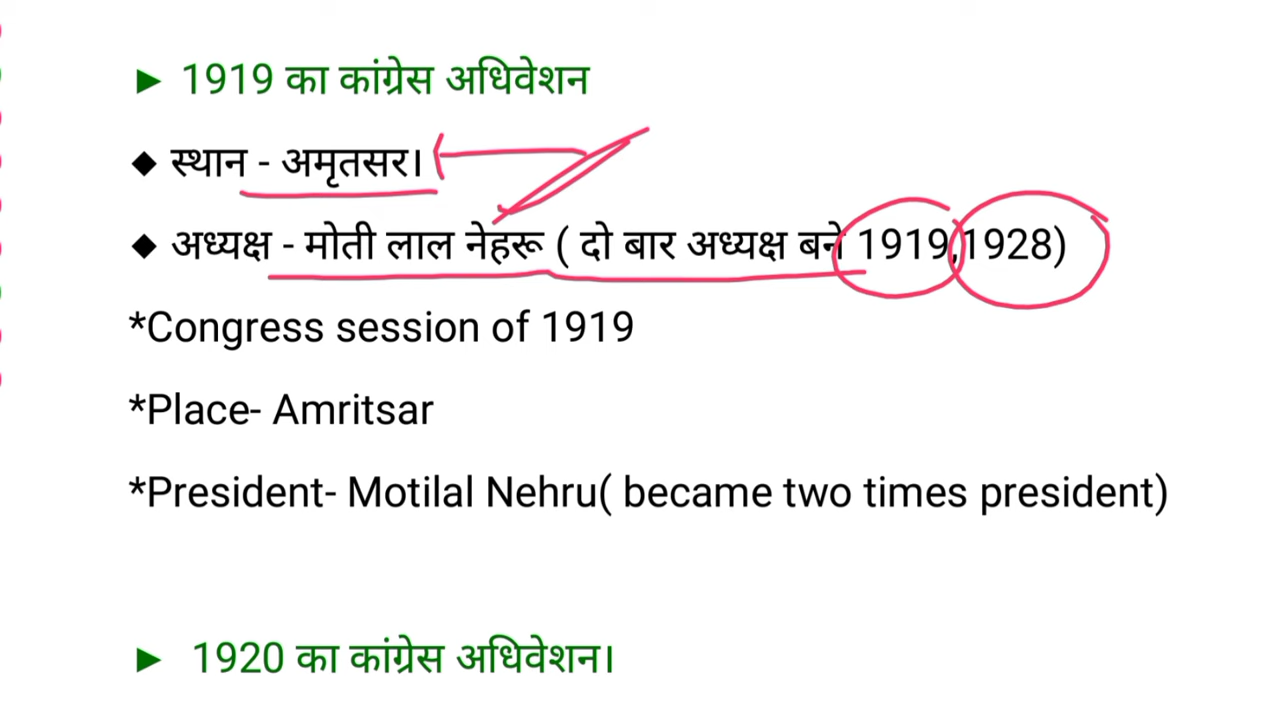 ► 1919 का कांग्रेस अधिवेशन
◆ स्थान - अमृतसर।
◆ अध्यक्ष - मोती लाल नेहरू ( दो बार अध्यक्ष बने 1919,1928)
*Congress session of 1919
*Place- Amritsar
*President- Motilal Nehru( became two times president)
► 1920 का कांग्रेस अधिवेशन।